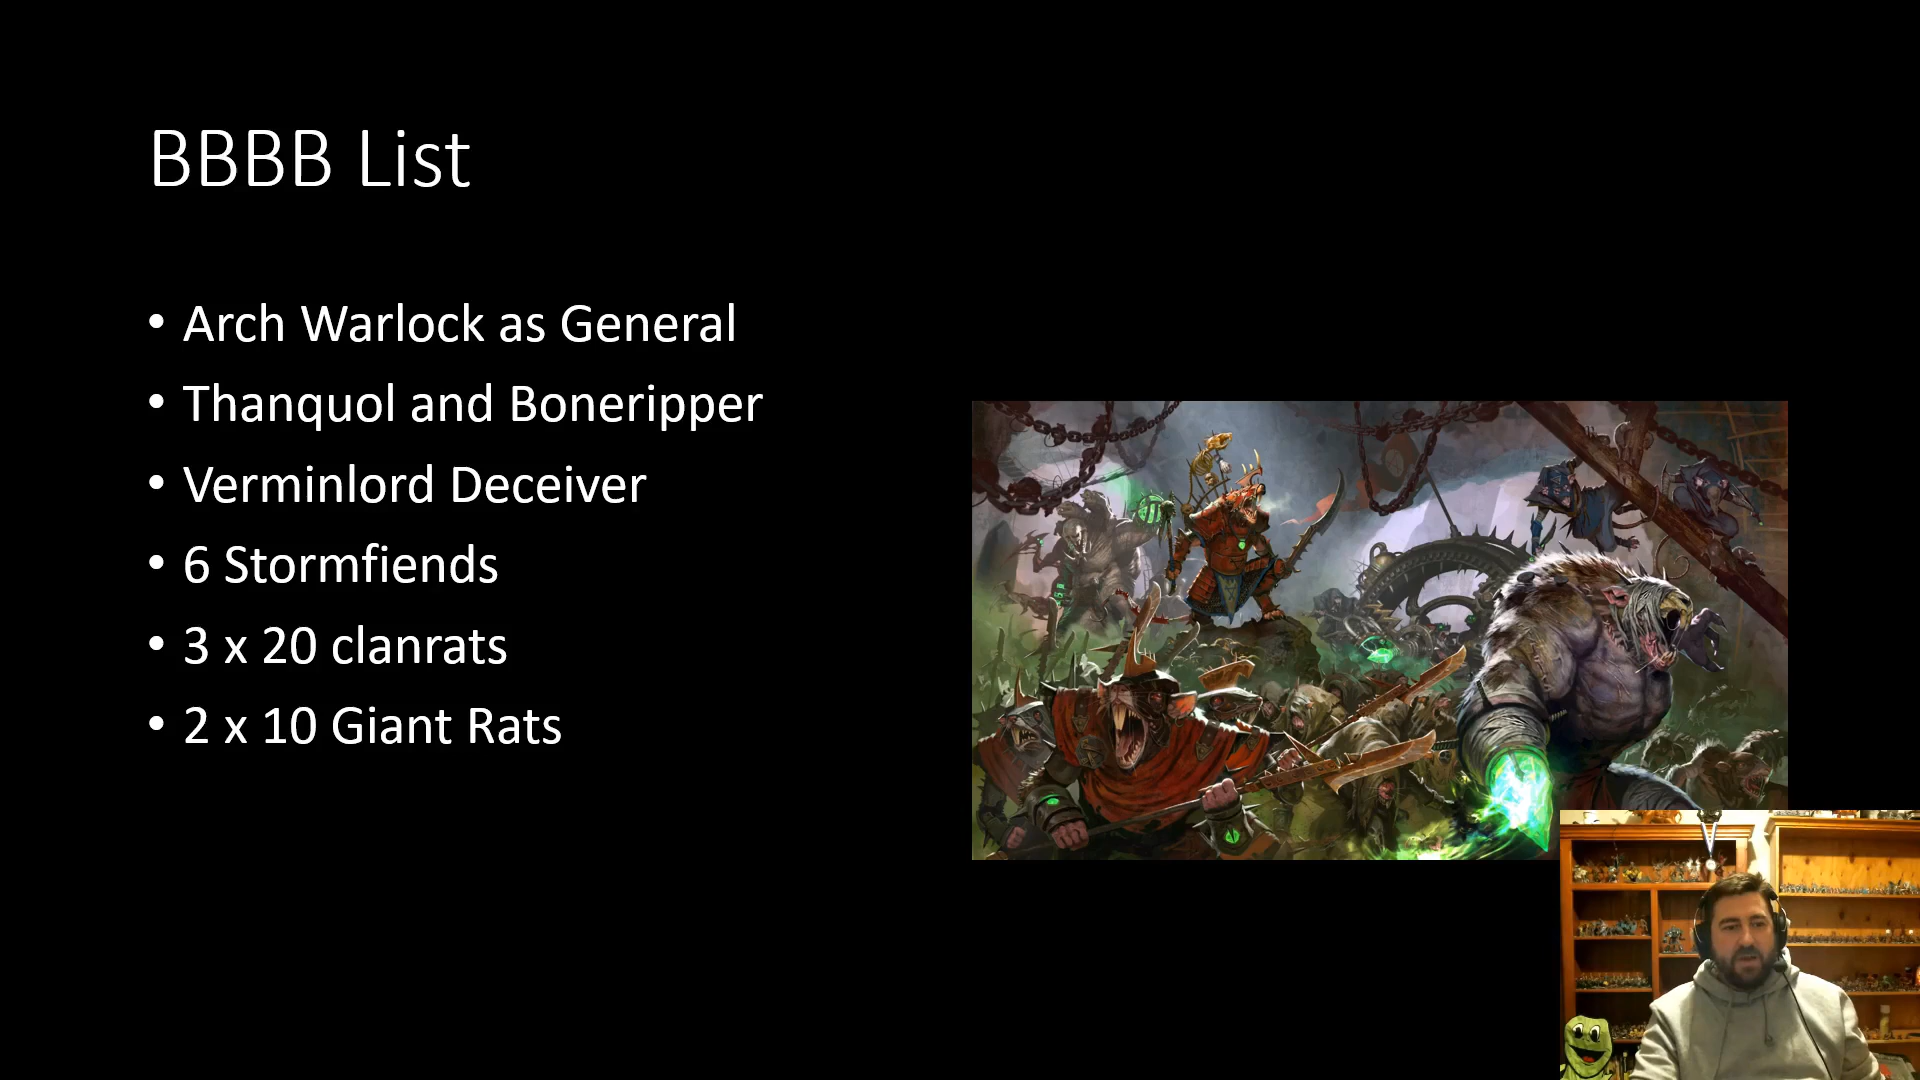 BBBB List
• Arch Warlock as General
• Thanquol and Boneripper
• Verminlord Deceiver
• 6 Stormfiends
• 3 x 20 clanrats
• 2 x 10 Giant Rats